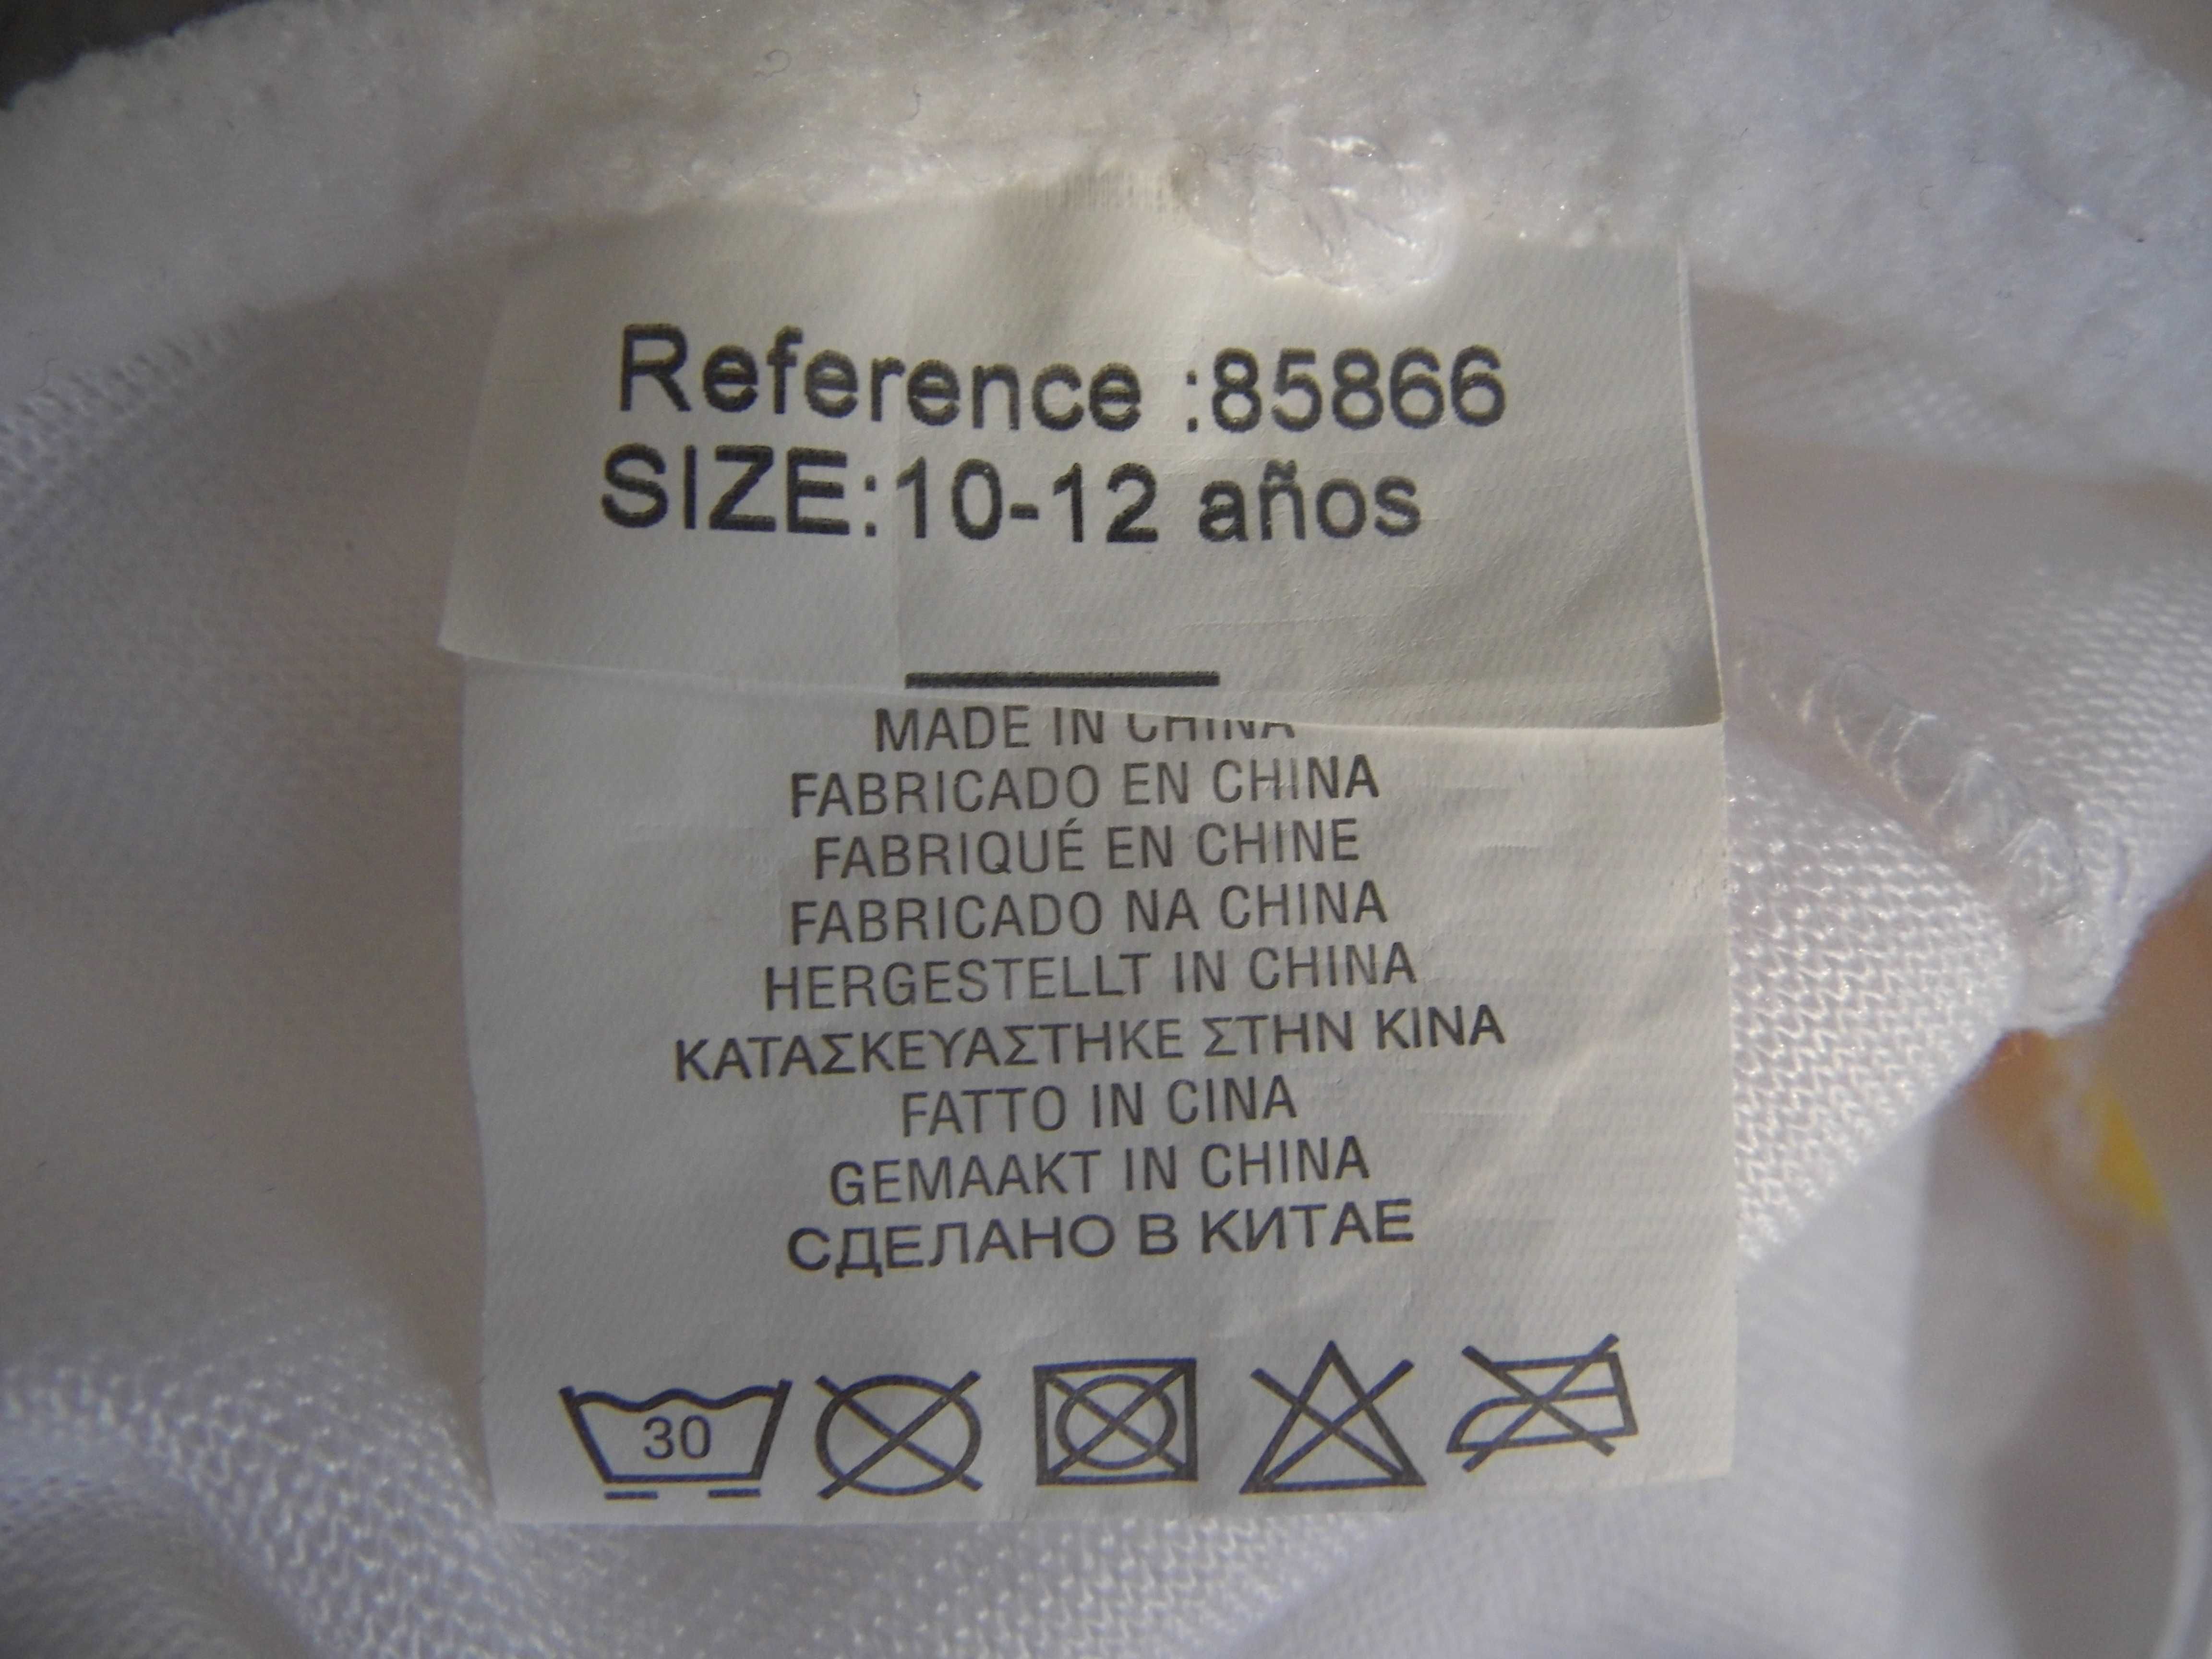 Reference :85866
SIZE:10-12 años
MADE IN CHINA
FABRICADO EN CHINA
FABRIQUÉ EN CHINE
FABRICADO NA CHINA
HERGESTELLT IN CHINA
ΚΑΤΑΣΚΕΥΑΣΤΗΚΕ ΣΤΗΝ ΚΙΝΑ
FATTO IN CINA
GEMAAKT IN CHINA
СДЕЛАНО В КИТАЕ
30